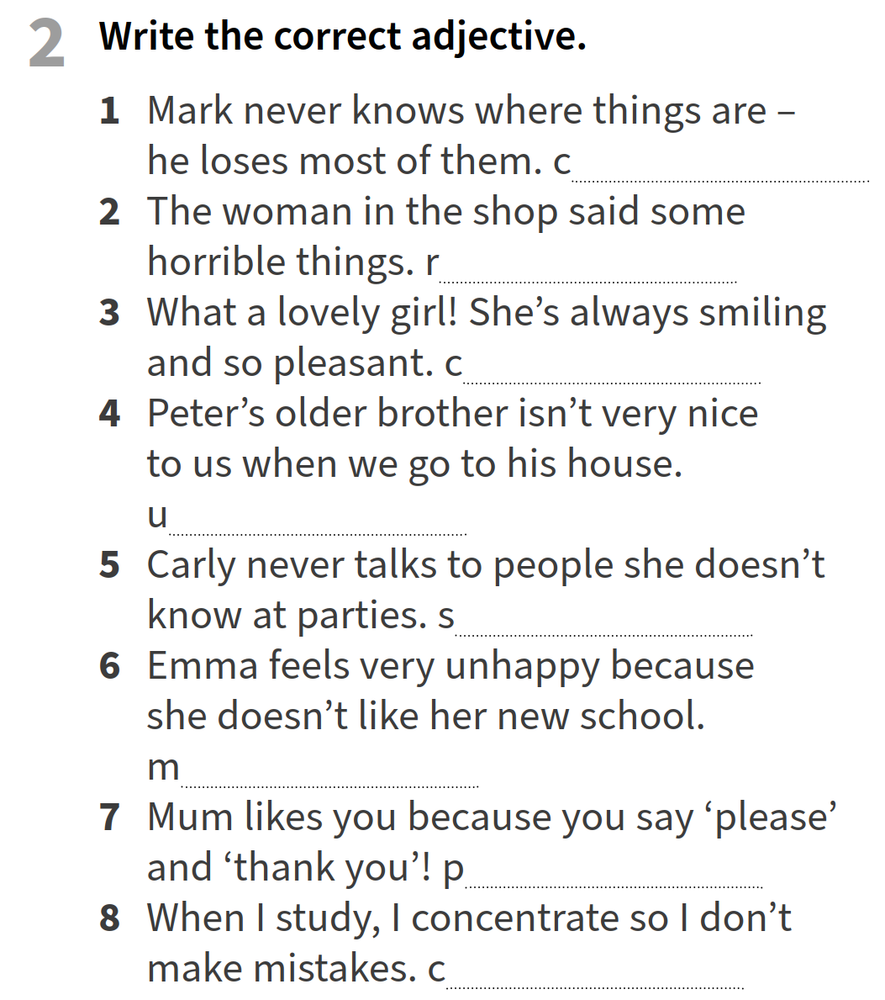 2 Write the correct adjective.
1 Mark never knows where things are –
he loses most of them. c
2 The woman in the shop said some
horrible things. r
3 What a lovely girl! She’s always smiling
and so pleasant. c
4 Peter’s older brother isn’t very nice
to us when we go to his house.
u
5 Carly never talks to people she doesn’t
know at parties. s
6 Emma feels very unhappy because
she doesn’t like her new school.
m
7 Mum likes you because you say ‘please’
and ‘thank you’! p
8 When I study, I concentrate so I don’t
make mistakes. c